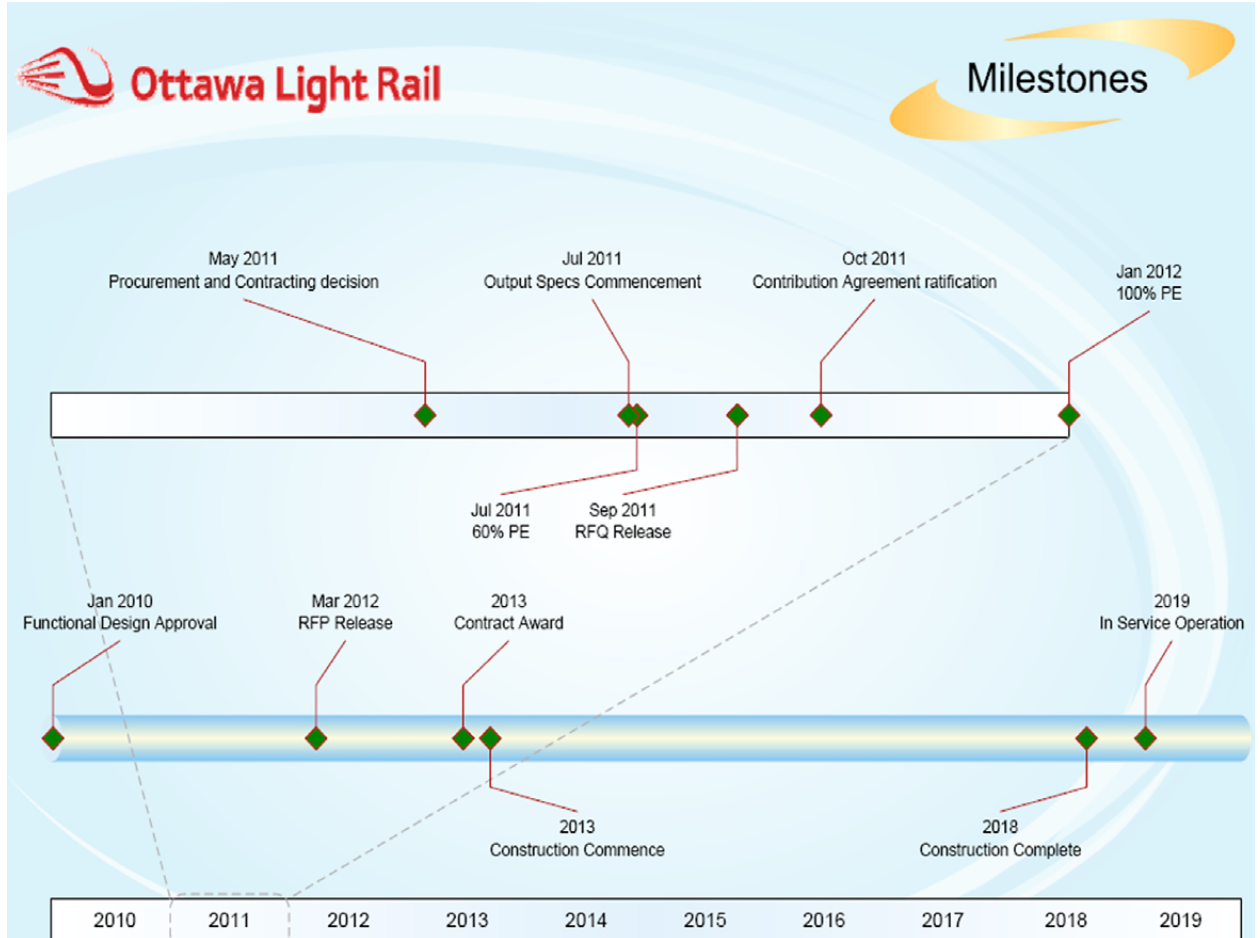 Ottawa Light Rail
Milestones
May 2011
Procurement and Contracting decision
Jul 2011
Output Specs Commencement
Oct 2011
Contribution Agreement ratification
Jan 2012
100% PE
Jul 2011
60% PE
Sep 2011
RFQ Release
Jan 2010
Functional Design Approval
Mar 2012
RFP Release
2013
Contract Award
2019
In Service Operation
2013
Construction Commence
2018
Construction Complete
2010 2011 2012 2013 2014 2015 2016 2017 2018 2019